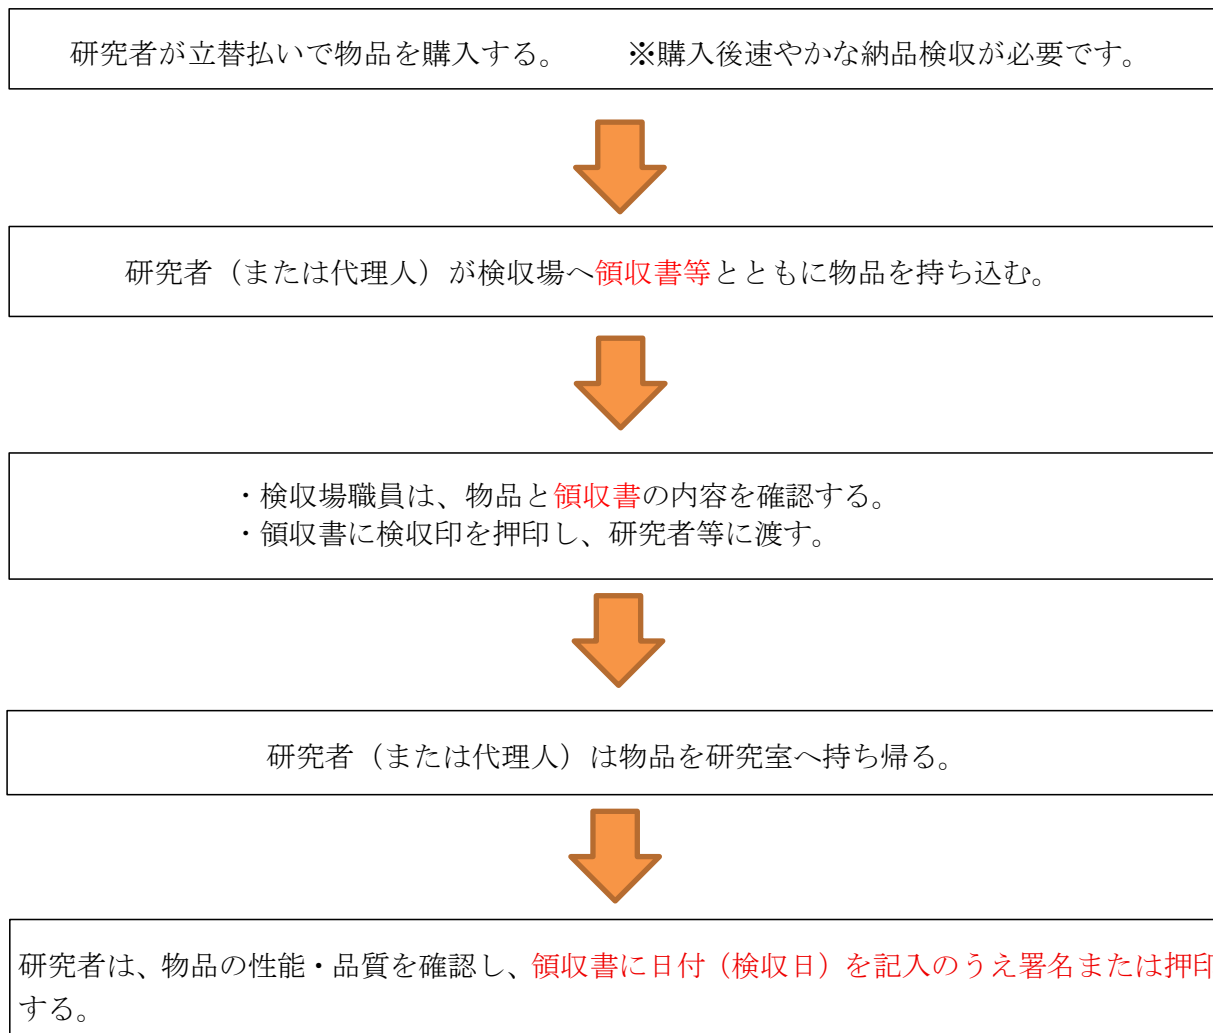 研究者が立替払いで物品を購入する。　　※購入後速やかな納品検収が必要です。
研究者（または代理人）が検収場へ領収書等とともに物品を持ち込む。
・検収場職員は、物品と領収書の内容を確認する。
・領収書に検収印を押印し、研究者等に渡す。
研究者（または代理人）は物品を研究室へ持ち帰る。
研究者は、物品の性能・品質を確認し、領収書に日付（検収日）を記入のうえ署名または押印
する。